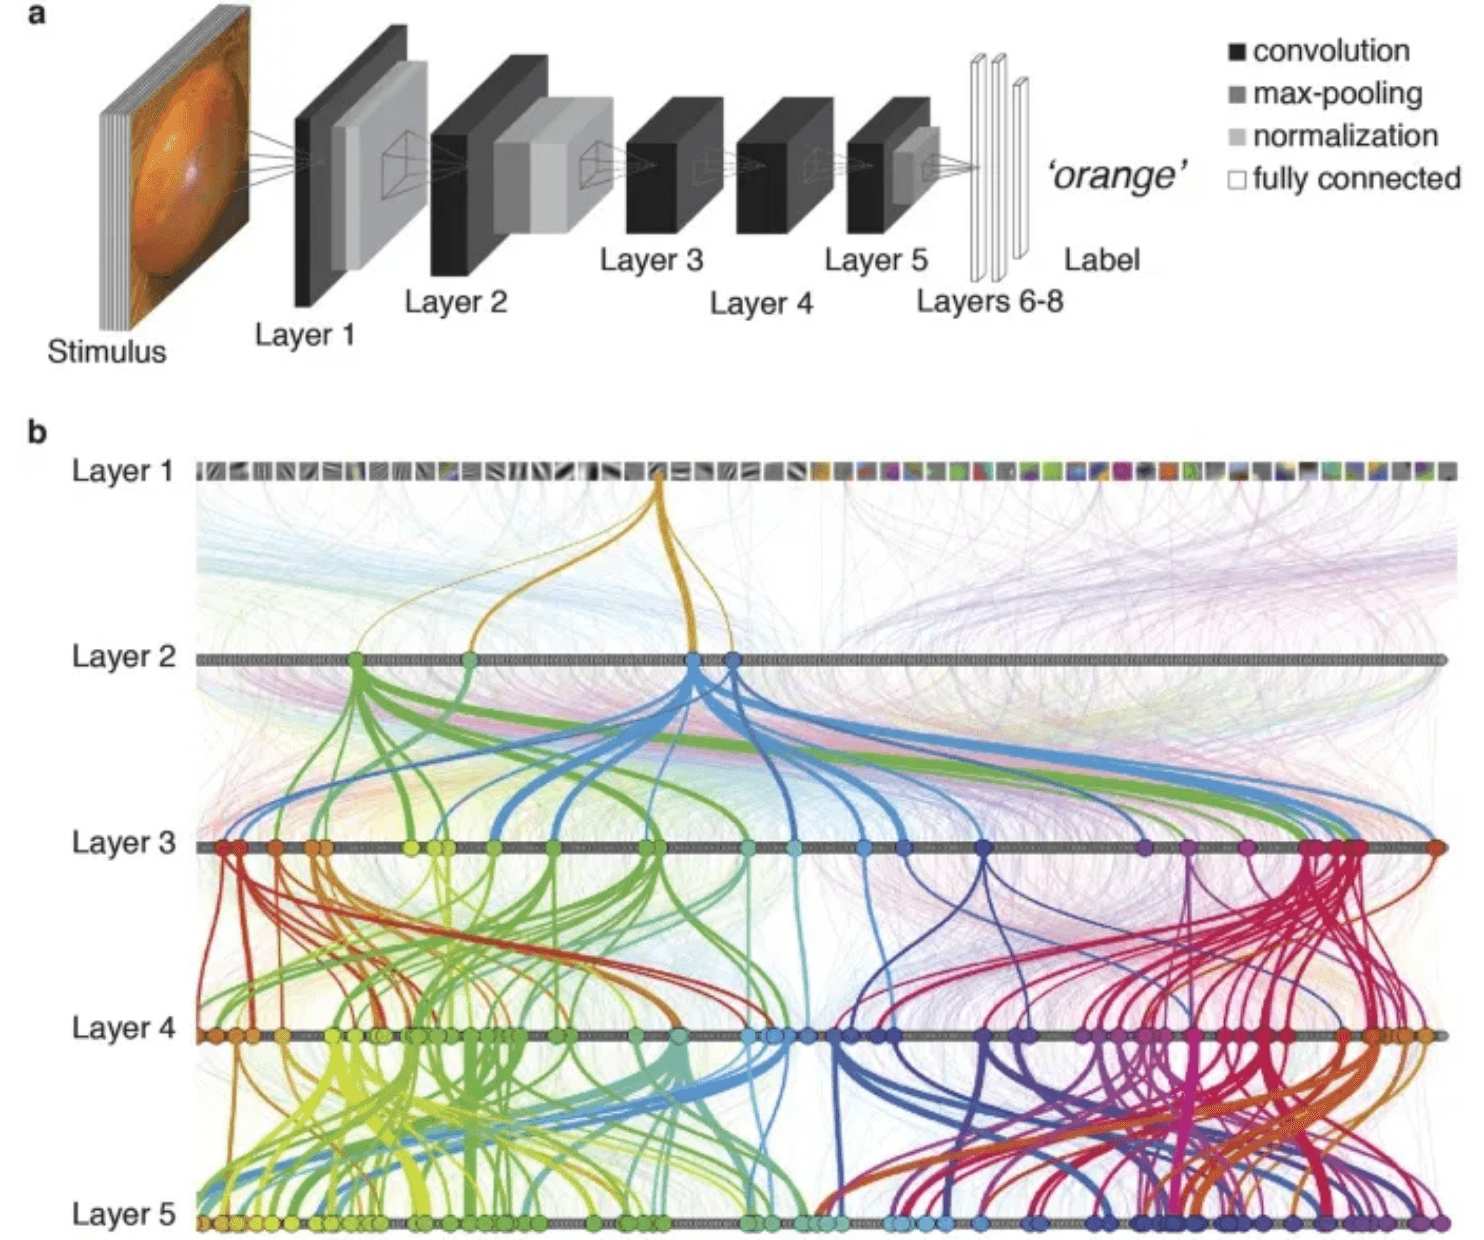 a
convolution
max-pooling
normalization
fully connected
'orange'
Layer 3
Layer 5
Label
Layer 2
Layer 4
Layers 6-8
Layer 1
Stimulus
b
Layer 1
Layer 2
Layer 3
Layer 4
Layer 5